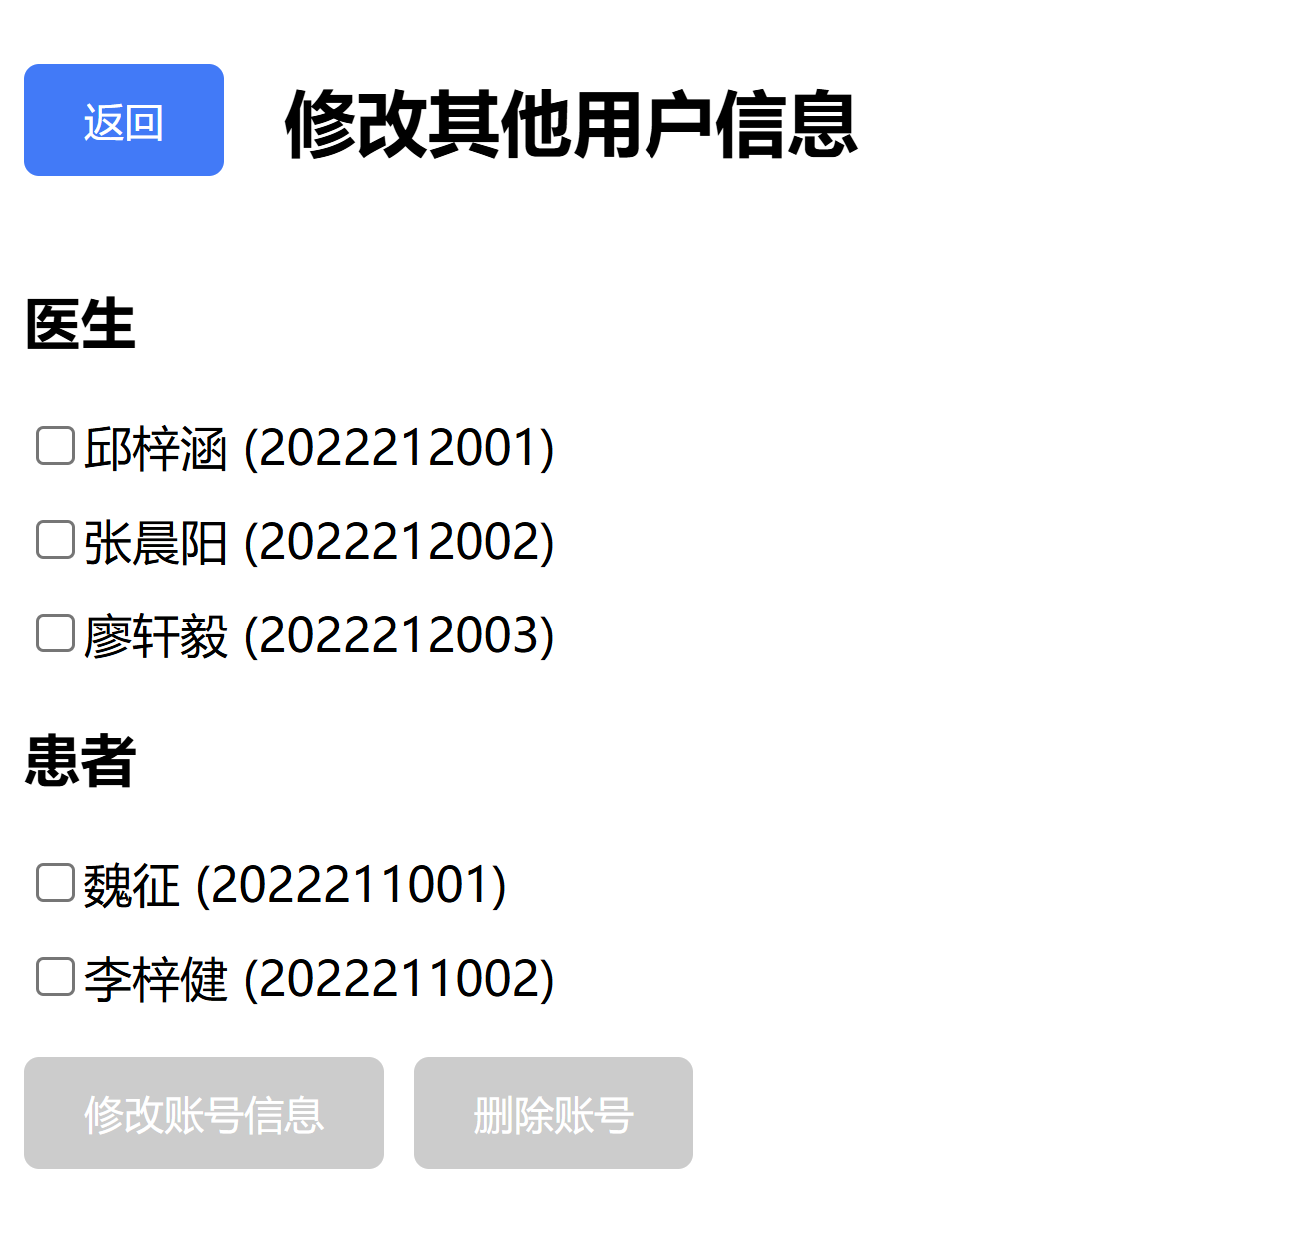 返回 修改其他用户信息
医生
邱梓涵 (2022212001)
张晨阳 (2022212002)
廖轩毅 (2022212003)
患者
魏征 (2022211001)
李梓健 (2022211002)
修改账号信息 删除账号